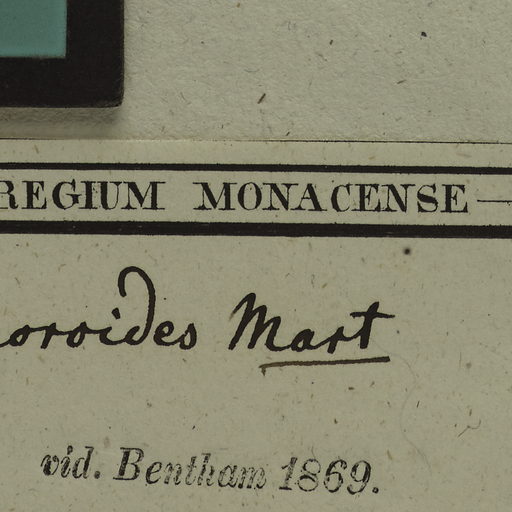 REGIUM MONACENSE —
oroides Mart
vid. Bentham 1869.